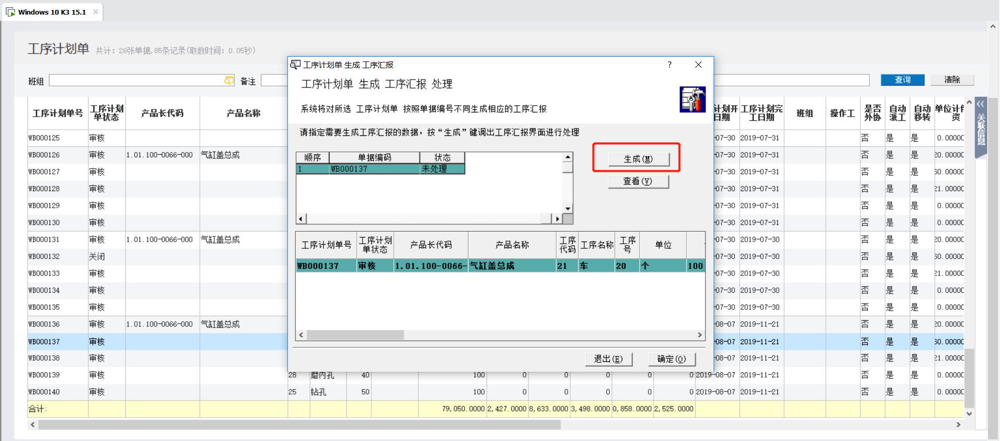 Windows 10 K3 15.1
工序计划单 共计：26张单据,85条记录(取数时间：0.05秒)
班组 备注 查询 清除
工序计划单号 工序计划单状态 产品长代码 产品名称 计划开 日期 工序计划完工日期 班组 操作工 是否外协 自动派工 自动移转 单位计 资
关联信息
WB000125 审核 -07-30 2019-07-31 否 是 是 0.0000
WB000126 审核 1.01.100-0066-000 气缸盖总成 -07-30 2019-07-31 否 是 是 20.0000
WB000127 审核 -07-30 2019-07-31 否 是 是 60.0000
WB000128 审核 -07-30 2019-07-31 否 是 是 21.0000
WB000129 审核 -07-30 2019-07-31 否 是 是 0.0000
WB000130 审核 -07-30 2019-07-31 否 是 是 0.0000
WB000131 审核 1.01.100-0066-000 气缸盖总成 -07-30 2019-07-30 否 是 是 20.0000
WB000132 关闭 -07-30 2019-07-30 否 是 是 60.0000
WB000133 审核 -07-30 2019-07-30 否 是 是 21.0000
WB000134 审核 -07-30 2019-07-30 否 是 是 0.0000
WB000135 审核 -07-30 2019-07-30 否 是 是 0.0000
WB000136 审核 1.01.100-0066-000 气缸盖总成 -08-07 2019-11-21 否 是 是 20.0000
WB000137 审核 -08-07 2019-11-21 否 是 是 60.0000
WB000138 审核 -08-07 2019-11-21 否 是 是 21.0000
WB000139 审核 28 磨内孔 40 100 0 0 0 0 2019-08-07 2019-11-21 否 是 是 0.0000
WB000140 审核 25 钻孔 50 100 0 0 0 0 2019-08-07 2019-11-21 否 是 是 0.0000
合计: 79,050.0000 2,427.0000 8,633.0000 3,498.0000 0,858.0000 2,525.0000
工序计划单 生成 工序汇报 ?
工序计划单 生成 工序汇报 处理
系统将对所选 工序计划单 按照单据编号不同生成相应的工序汇报
请指定需要生成工序汇报的数据，按“生成”键调出工序汇报界面进行处理
顺序 单据编码 状态
1 WB000137 未处理
生成(M)
查看(V)
工序计划单号 工序计划单状态 产品长代码 产品名称 工序代码 工序名称 工序号 单位
WB000137 审核 1.01.100-0066- 气缸盖总成 21 车 20 个 100
退出(E) 确定(O)